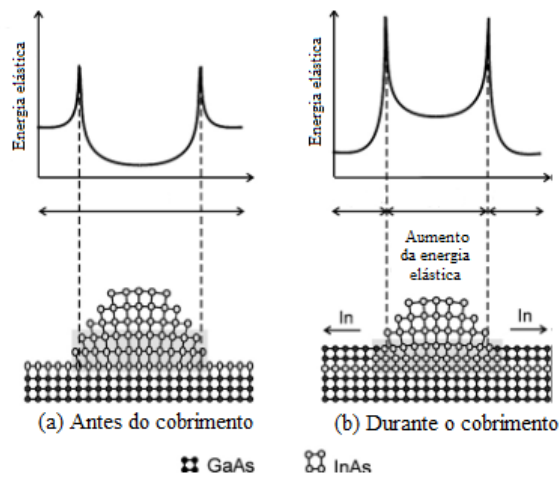 Energia elástica
Energia elástica
Aumento
da energia
elástica
In
In
(a) Antes do cobrimento
(b) Durante o cobrimento
GaAs
InAs